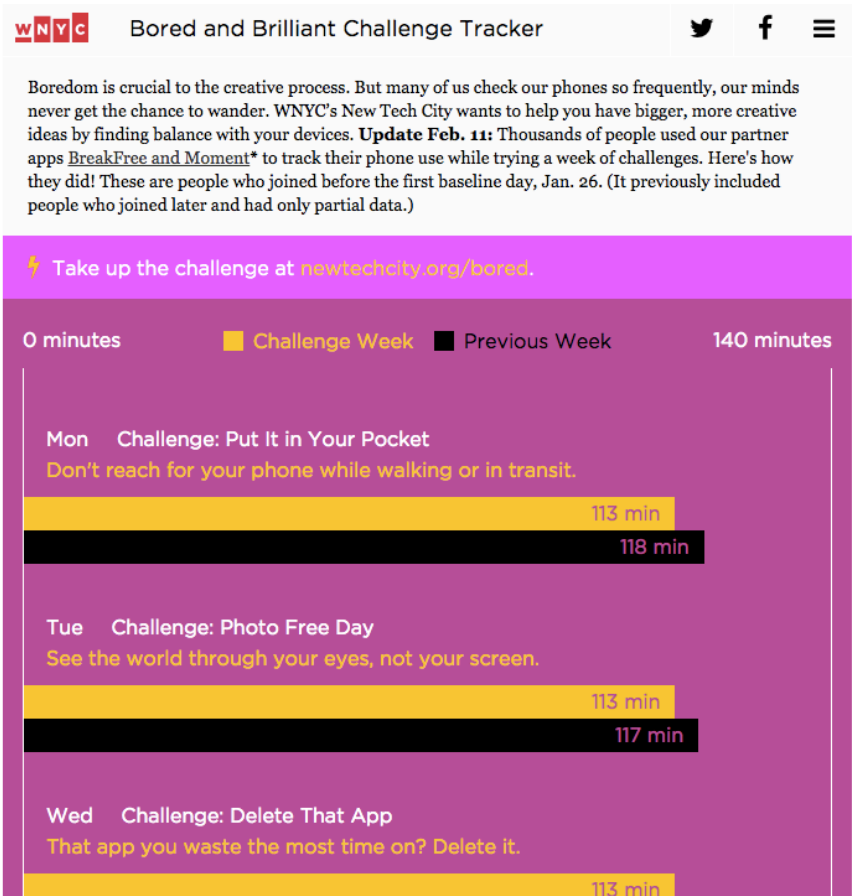 WNYC Bored and Brilliant Challenge Tracker
Boredom is crucial to the creative process. But many of us check our phones so frequently, our minds
never get the chance to wander. WNYC's New Tech City wants to help you have bigger, more creative
ideas by finding balance with your devices. Update Feb. 11: Thousands of people used our partner
apps BreakFree and Moment* to track their phone use while trying a week of challenges. Here's how
they did! These are people who joined before the first baseline day, Jan. 26. (It previously included
people who joined later and had only partial data.)
Take up the challenge at newtechcity.org/bored.
0 minutes Challenge Week Previous Week 140 minutes
Mon Challenge: Put It in Your Pocket
Don't reach for your phone while walking or in transit.
113 min
118 min
Tue Challenge: Photo Free Day
See the world through your eyes, not your screen.
113 min
117 min
Wed Challenge: Delete That App
That app you waste the most time on? Delete it.
113 min